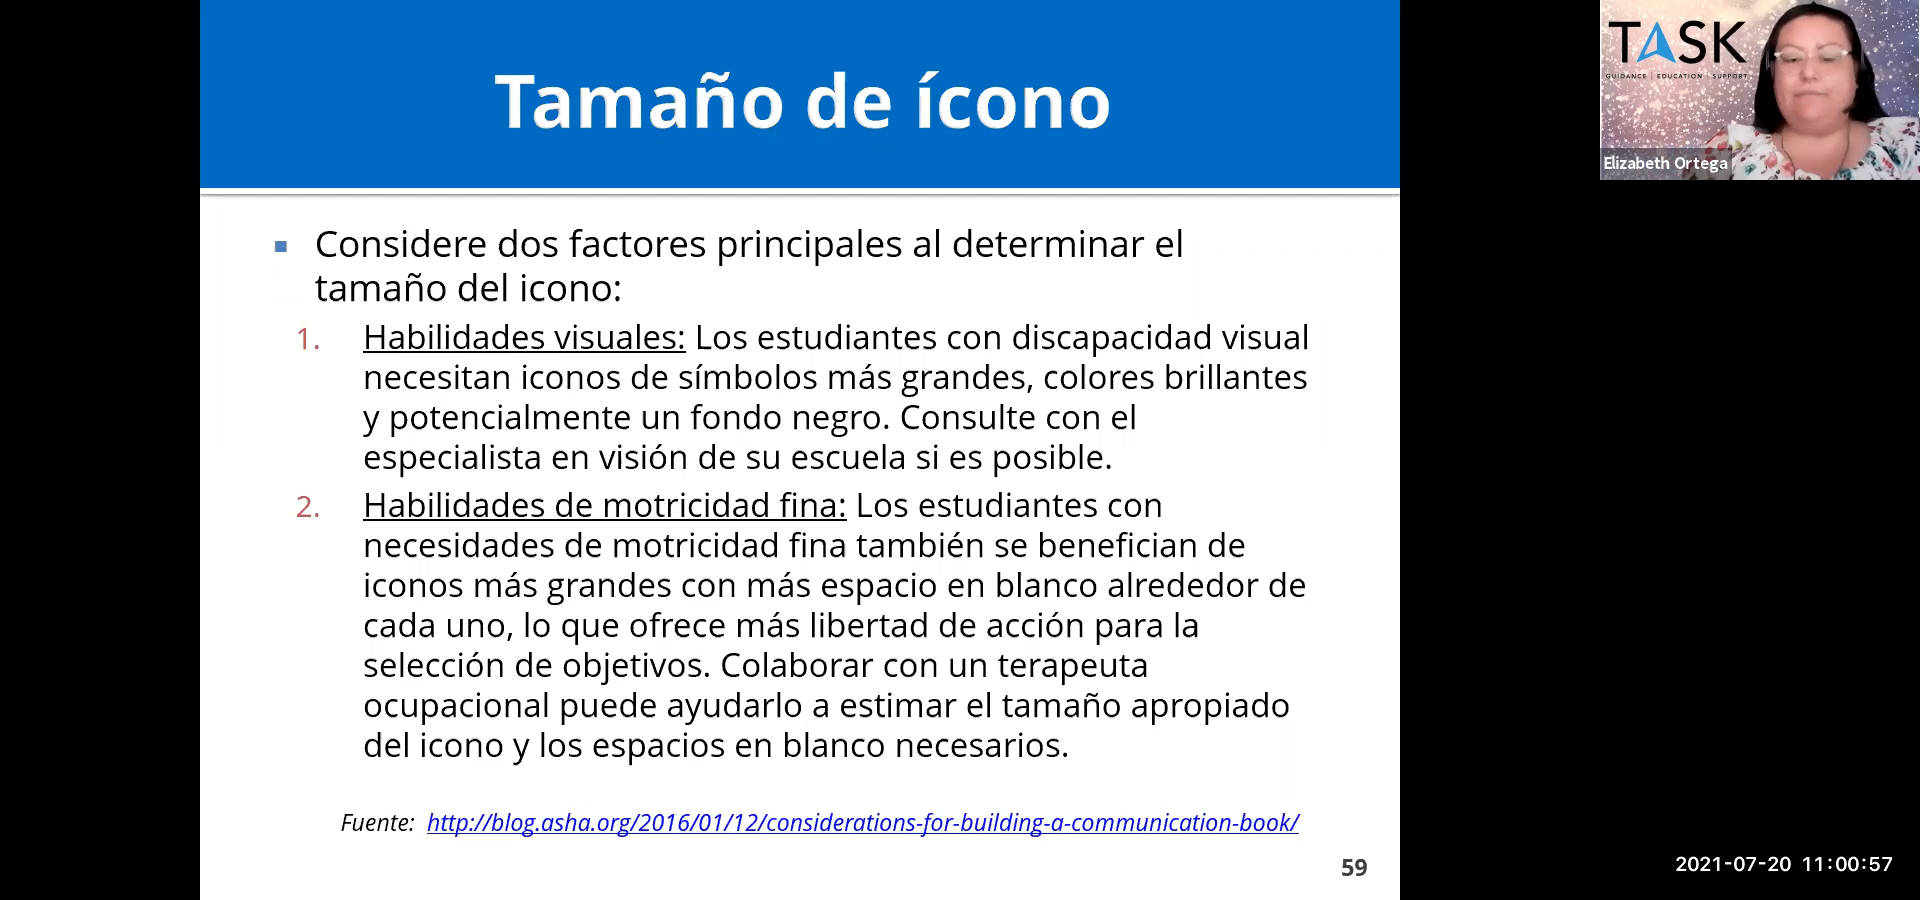 Tamaño de ícono
Considere dos factores principales al determinar el
tamaño del icono:
1. Habilidades visuales: Los estudiantes con discapacidad visual
necesitan iconos de símbolos más grandes, colores brillantes
y potencialmente un fondo negro. Consulte con el
especialista en visión de su escuela si es posible.
2. Habilidades de motricidad fina: Los estudiantes con
necesidades de motricidad fina también se benefician de
iconos más grandes con más espacio en blanco alrededor de
cada uno, lo que ofrece más libertad de acción para la
selección de objetivos. Colaborar con un terapeuta
ocupacional puede ayudarlo a estimar el tamaño apropiado
del icono y los espacios en blanco necesarios.
Fuente: http://blog.asha.org/2016/01/12/considerations-for-building-a-communication-book/
59
TASK
GUIDANCE | EDUCATION | SUPPORT
Elizabeth Ortega
2021-07-20 11:00:57